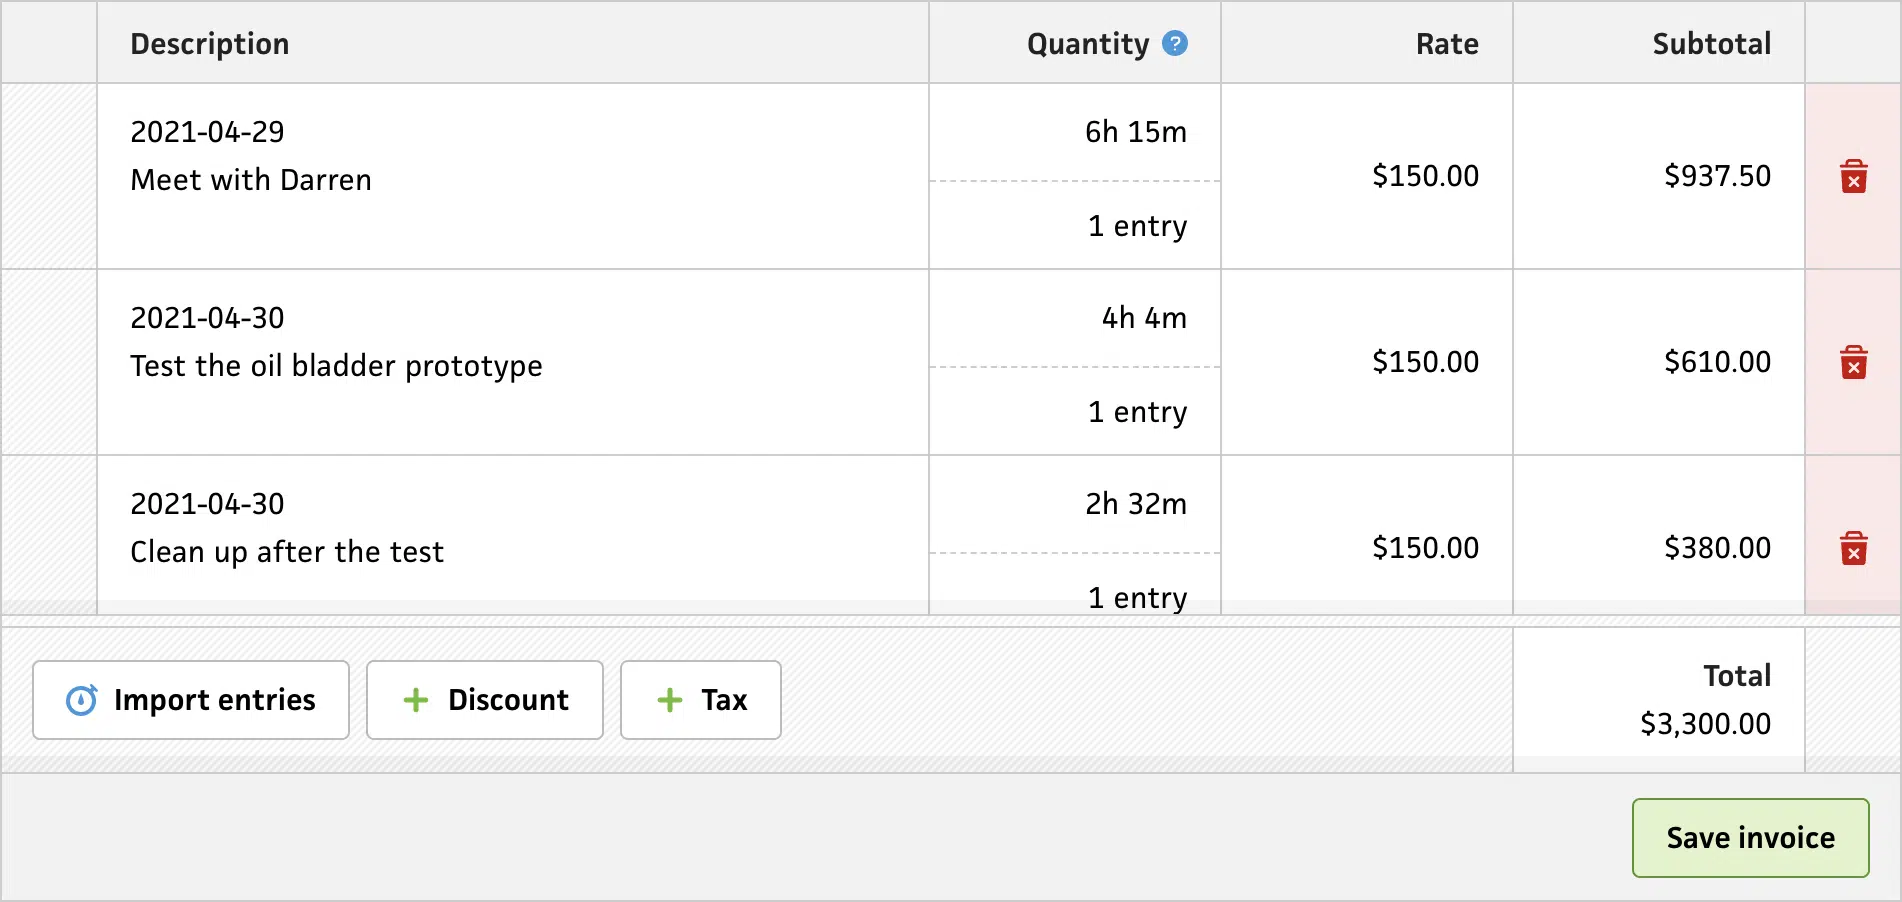 Description Quantity ? Rate Subtotal
2021-04-29 6h 15m
Meet with Darren $150.00 $937.50
1 entry
2021-04-30 4h 4m
Test the oil bladder prototype $150.00 $610.00
1 entry
2021-04-30 2h 32m
Clean up after the test $150.00 $380.00
1 entry
Total
Import entries + Discount + Tax $3,300.00
Save invoice